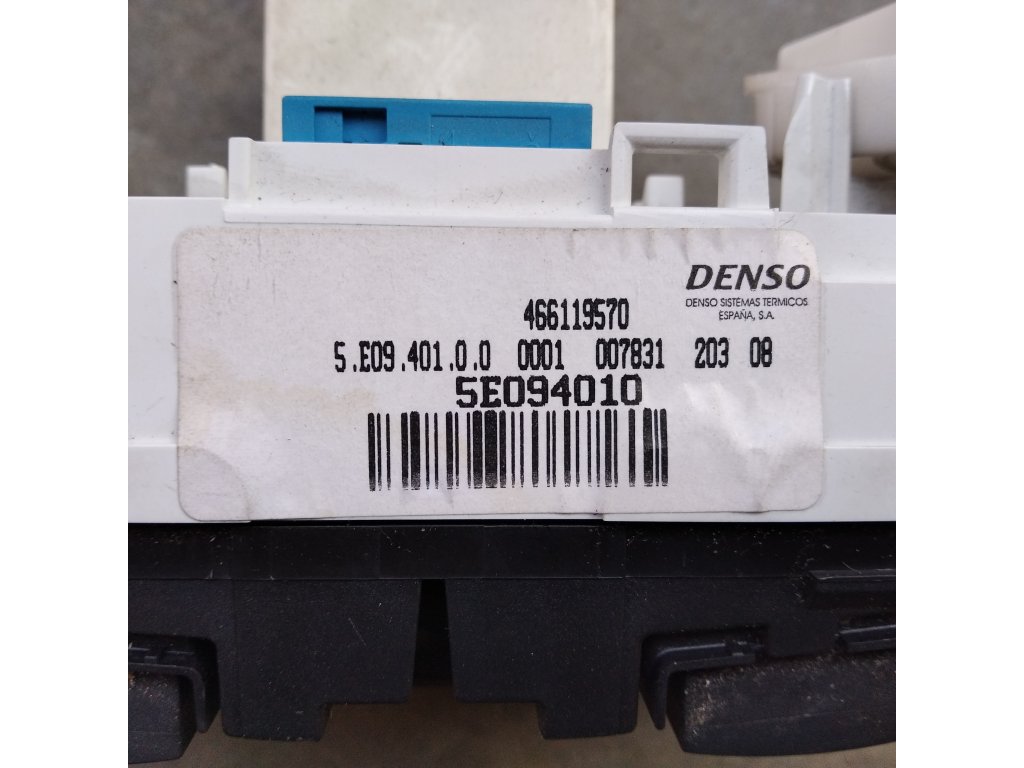 DENSO
DENSO SISTEMAS TERMICOS
ESPAÑA, S.A.
466119570
5.E09.401.0.0 0001 007831 203 08
5E094010